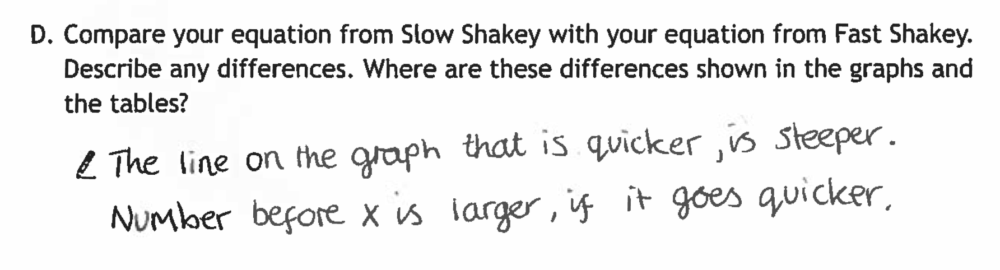 D. Compare your equation from Slow Shakey with your equation from Fast Shakey.
Describe any differences. Where are these differences shown in the graphs and
the tables?
The line on the graph that is quicker, is steeper.
Number before x is larger, if it goes quicker.